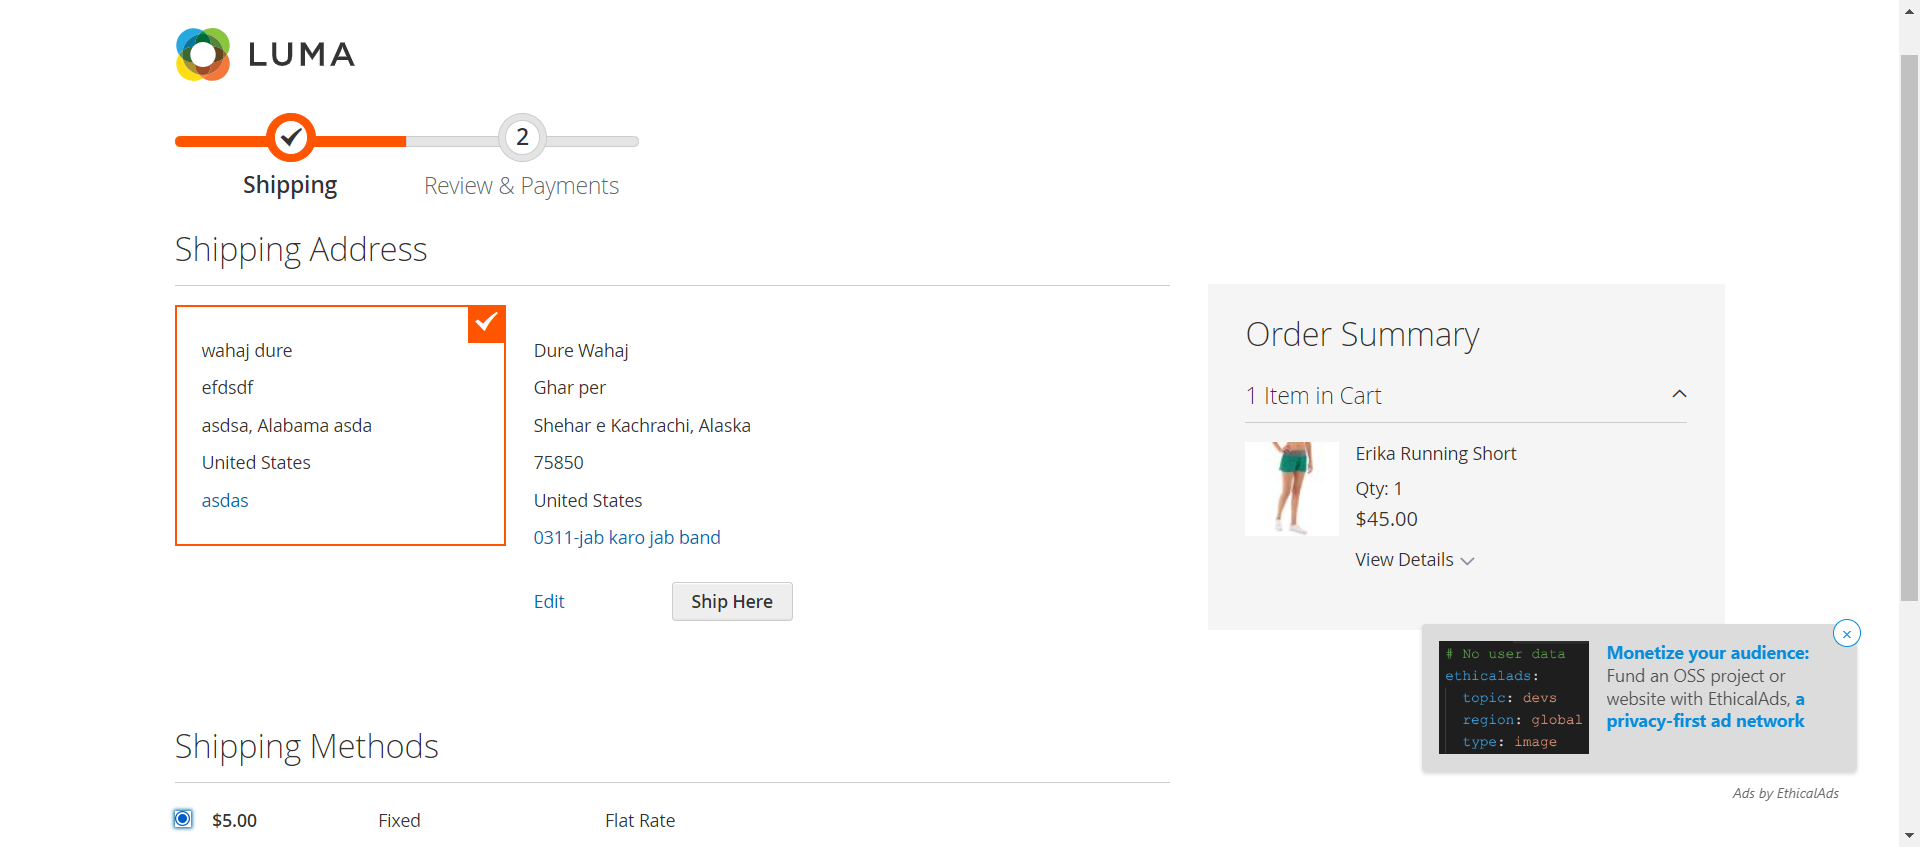 LUMA
2
Shipping
Review & Payments
Shipping Address
wahaj dure
efdsdf
asdsa, Alabama asda
United States
asdas
Dure Wahaj
Ghar per
Shehar e Kachrachi, Alaska
75850
United States
0311-jab karo jab band
Edit
Ship Here
Order Summary
1 Item in Cart
Erika Running Short
Qty: 1
$45.00
View Details
# No user data
ethicalads:
topic: devs
region: global
type: image
Monetize your audience:
Fund an OSS project or
website with EthicalAds, a
privacy-first ad network
Ads by EthicalAds
Shipping Methods
$5.00 Fixed Flat Rate